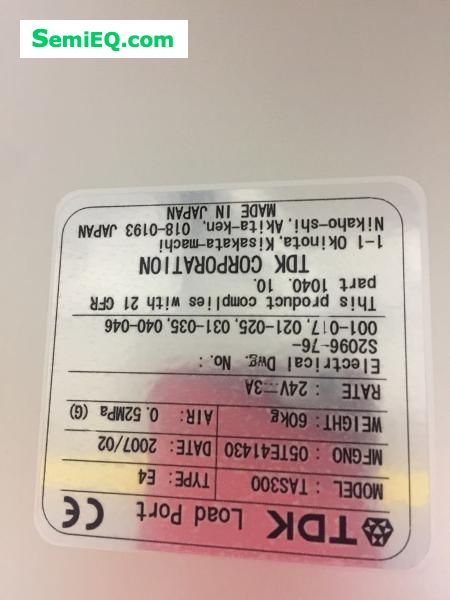 SemiEQ.com
TDK Load Port CE
MODEL : TAS300 TYPE: E4
MFGNO : 05TE41430 DATE: 2007/02
WEIGHT: 60kg AIR: 0.52MPa (G)
RATE : 24V⎓3A
Electrical Dwg. No.:
S2096-76-
001-017, 021-025, 031-035, 040-046
This product complies with 21 CFR
part 1040. 10.
TDK CORPORATION
1-1 Okinota, Kisakata-machi
Nikaho-shi, Akita-ken, 018-0193 JAPAN
MADE IN JAPAN